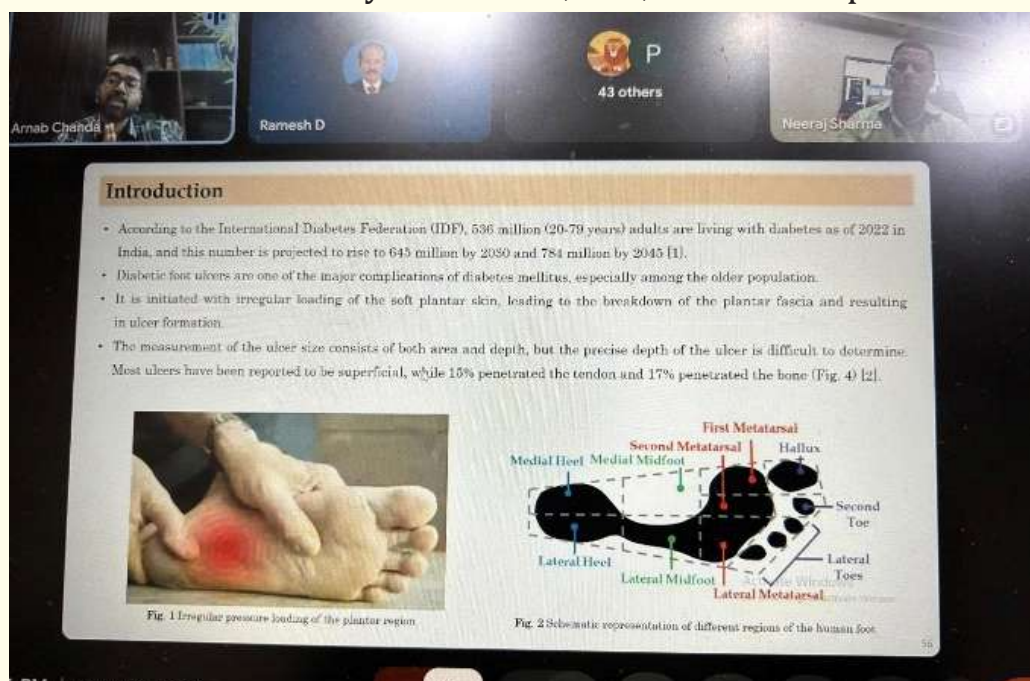 Arnab Chanda
Ramesh D
P
43 others
Neeraj Sharma
Introduction
• According to the International Diabetes Federation (IDF), 536 million (20-79 years) adults are living with diabetes as of 2022 in
India, and this number is projected to rise to 645 million by 2050 and 784 million by 2045 [1].
• Diabetic foot ulcers are one of the major complications of diabetes mellitus, especially among the older population.
• It is initiated with irregular loading of the soft plantar skin, leading to the breakdown of the plantar fascia and resulting
in ulcer formation.
• The measurement of the ulcer size consists of both area and depth, but the precise depth of the ulcer is difficult to determine.
Most ulcers have been reported to be superficial, while 15% penetrated the tendon and 17% penetrated the bone (Fig. 4) [2].
First Metatarsal
Second Metatarsal
Hallux
Medial Heel
Medial Midfoot
Second
Toe
Lateral
Toes
Lateral Heel
Lateral Midfoot
Lateral Metatarsal
Fig. 1 Irregular pressure loading of the plantar region
Fig. 2 Schematic representation of different regions of the human foot.
56